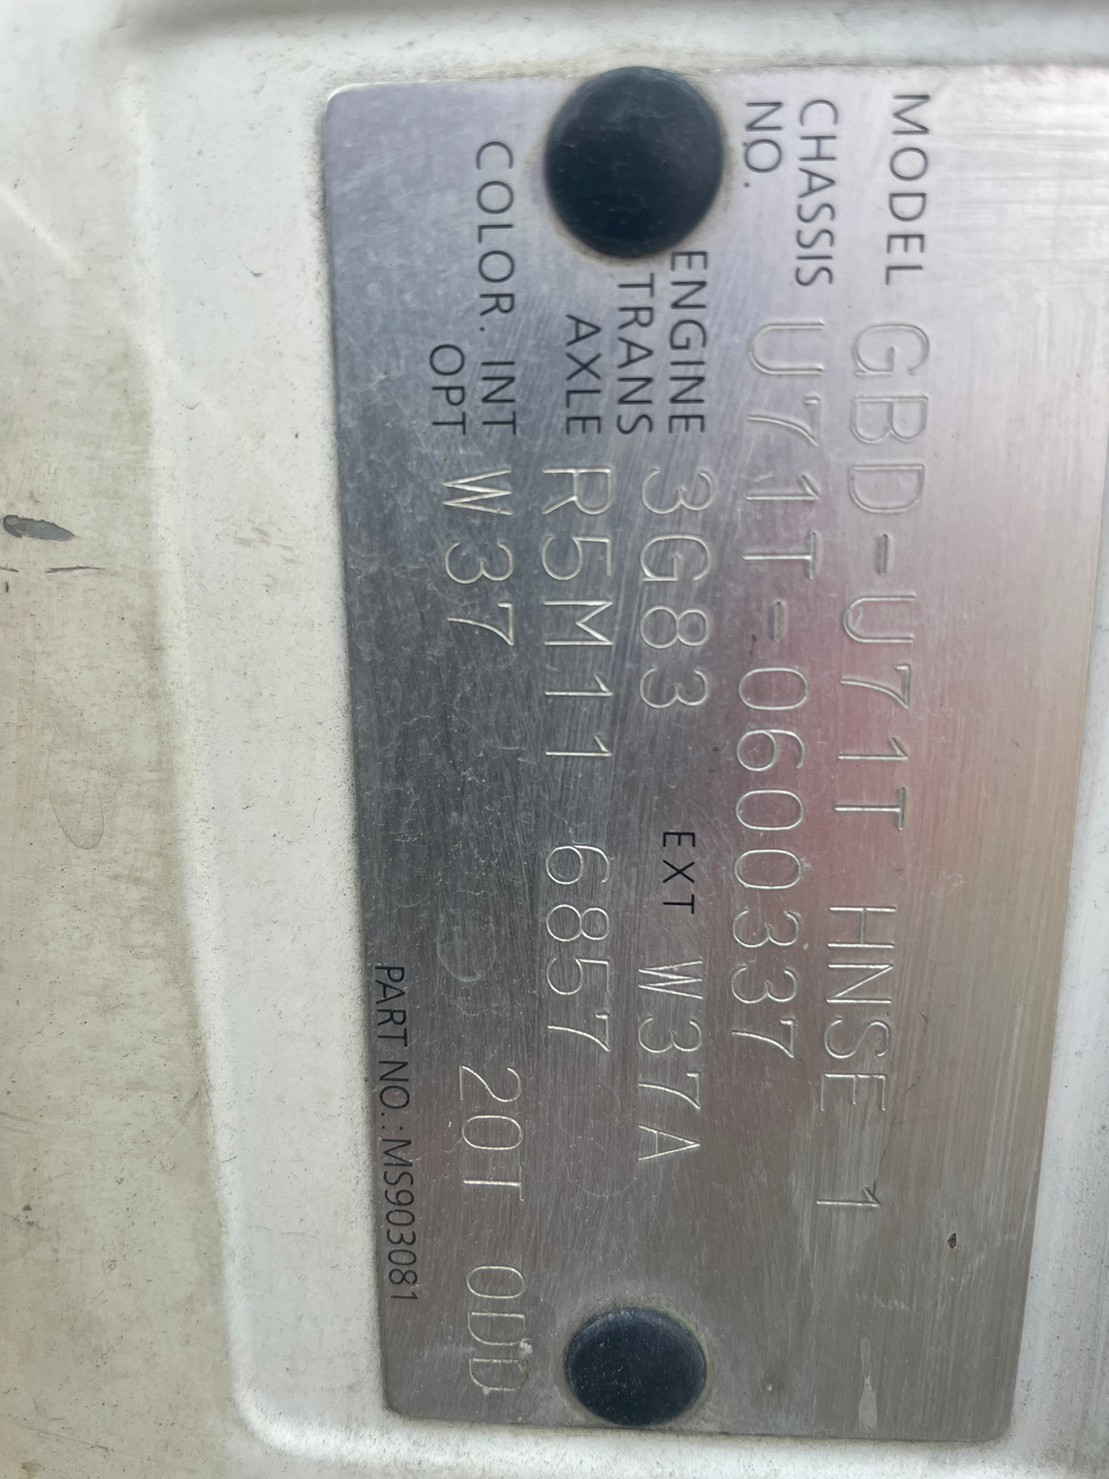 MODEL GBD-U71T HNSE 1
CHASSIS NO. U71T-0600337
ENGINE 3G83 EXT W37A
TRANS AXLE R5M11 6857
COLOR. INT OPT W37 20T 0DD
PART NO.: MS903081